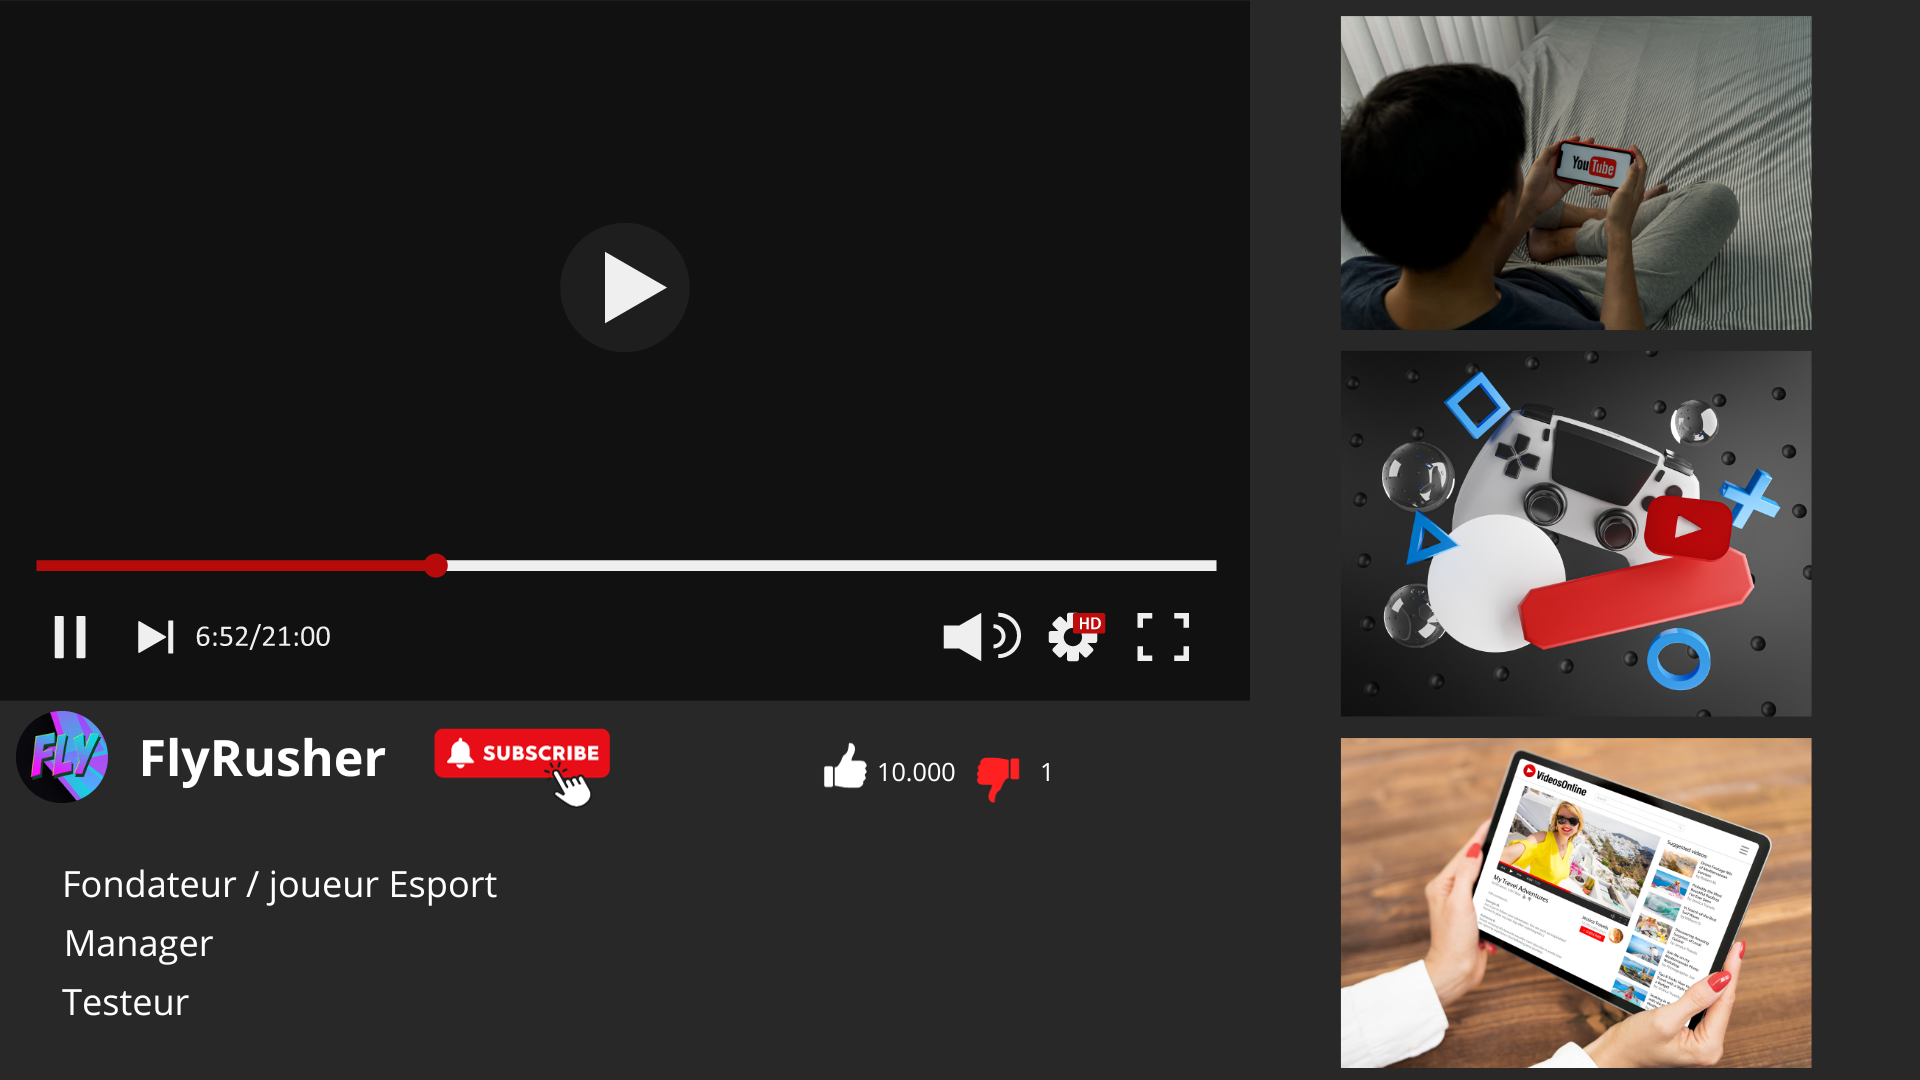 YouTube
6:52/21:00
HD
FLY
FlyRusher
SUBSCRIBE
10.000
1
Fondateur / joueur Esport
Manager
Testeur
VideosOnline
Suggested videos
My Travel Adventures